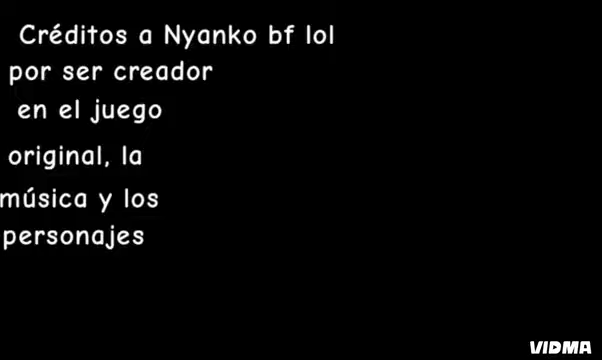 Créditos a Nyanko bf lol
por ser creador
en el juego
original, la
música y los
personajes
VIDMA